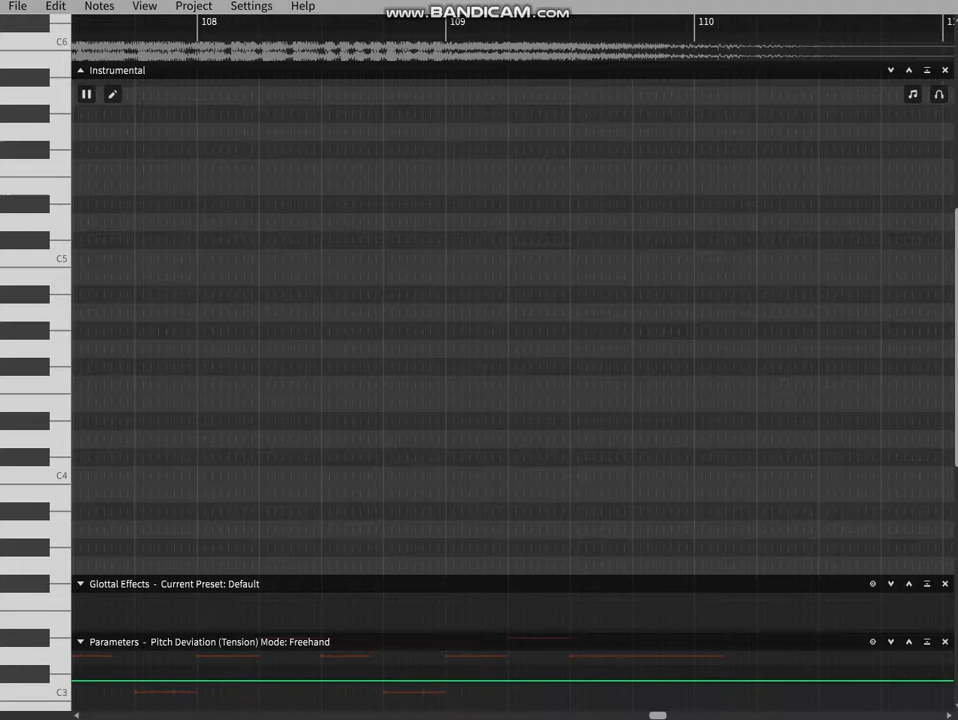 File Edit Notes View Project Settings Help
www.BANDICAM.com
108 109 110
C6
Instrumental
C5
C4
Glottal Effects - Current Preset: Default
Parameters - Pitch Deviation (Tension) Mode: Freehand
C3